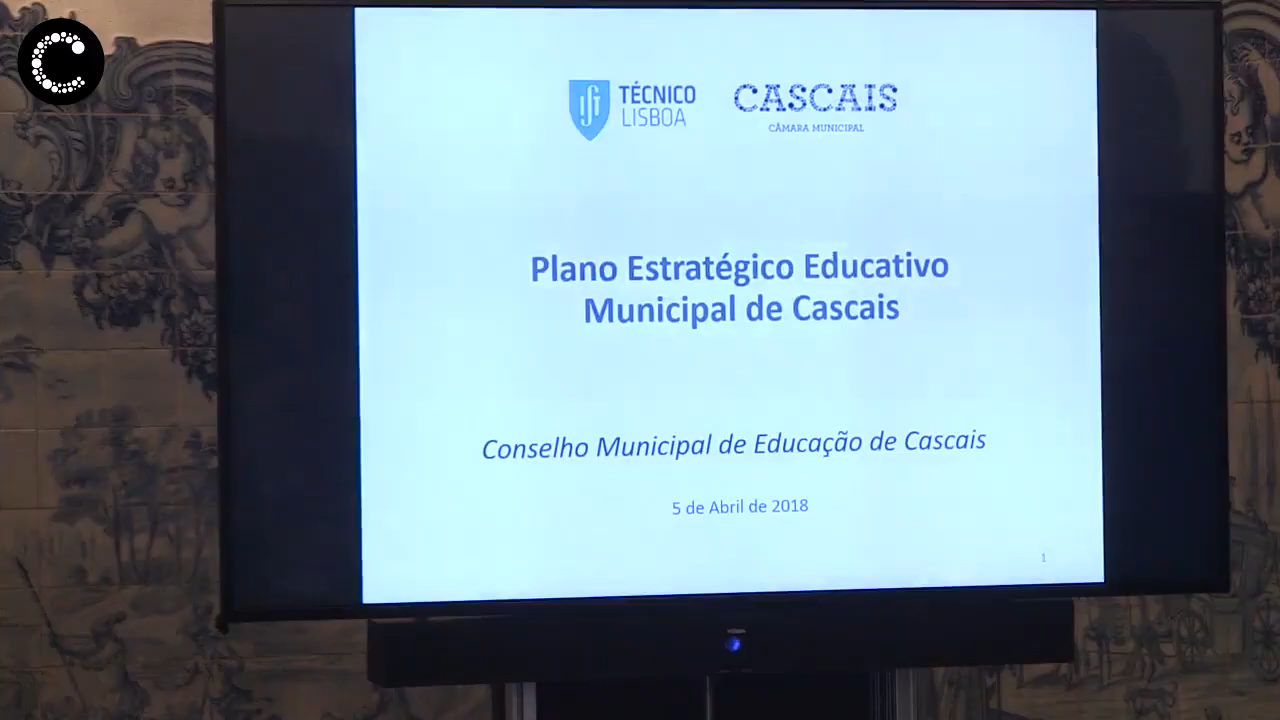 TÉCNICO
LISBOA
CASCAIS
CÂMARA MUNICIPAL
Plano Estratégico Educativo
Municipal de Cascais
Conselho Municipal de Educação de Cascais
5 de Abril de 2018
1